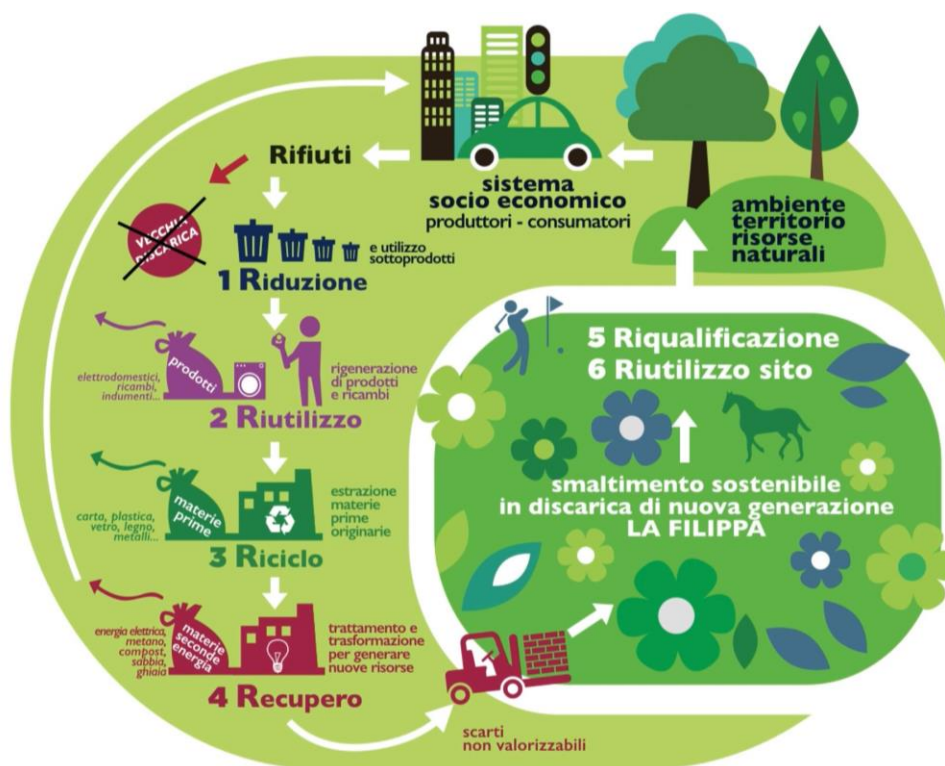 Rifiuti
sistema
socio economico
produttori - consumatori
ambiente
territorio
risorse
naturali
VECCHIA
DISCARICA
e utilizzo
sottoprodotti
1 Riduzione
prodotti
elettrodomestici,
ricambi,
indumenti...
rigenerazione
di prodotti
e ricambi
2 Riutilizzo
materie
prime
carta, plastica,
vetro, legno,
metalli...
estrazione
materie
prime
originarie
3 Riciclo
materie
seconde
energia
energia elettrica,
metano,
compost,
sabbia,
ghiaia
trattamento e
trasformazione
per generare
nuove risorse
4 Recupero
scarti
non valorizzabili
5 Riqualificazione
6 Riutilizzo sito
smaltimento sostenibile
in discarica di nuova generazione
LA FILIPPA